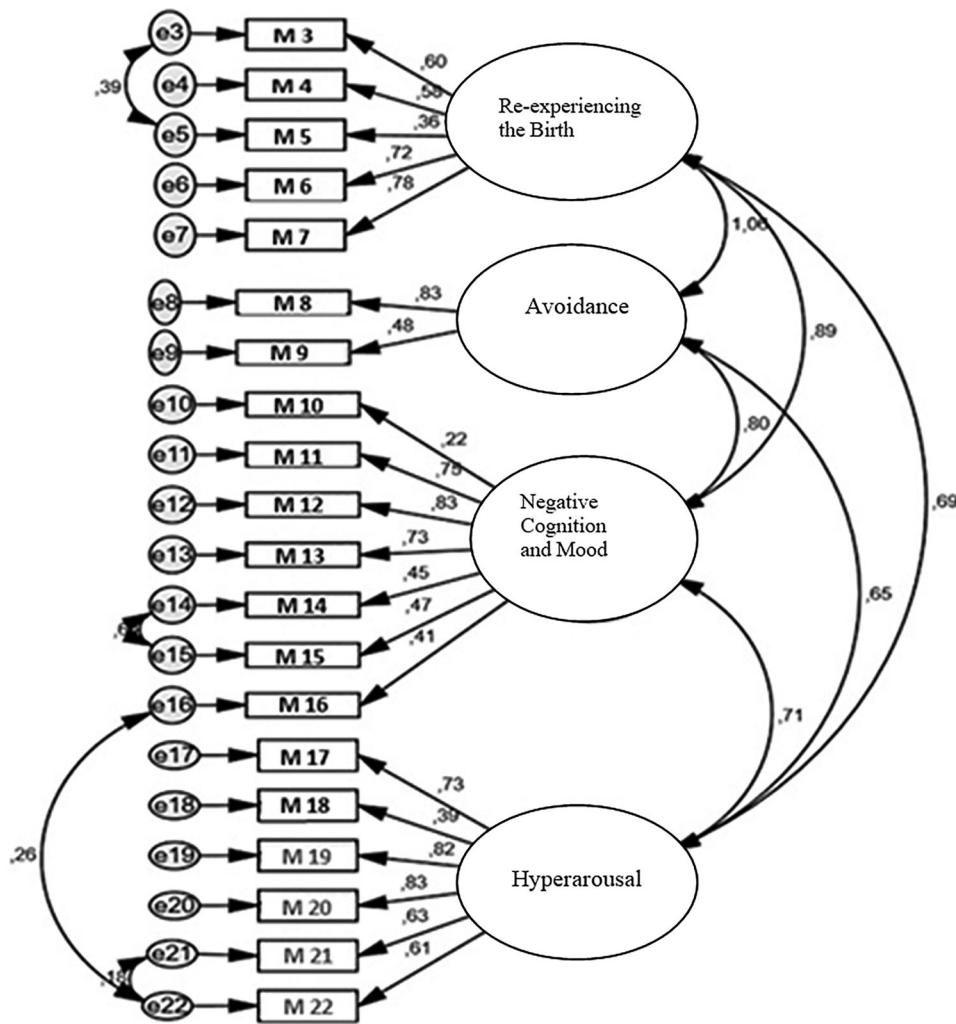 e3 M 3 ,60
,39 e4 M 4 ,58
e5 M 5 ,36
e6 M 6 ,72
e7 M 7 ,78
Re-experiencing
the Birth
1,06
e8 M 8 ,83
e9 M 9 ,48
Avoidance
,89
,80
e10 M 10 ,22
e11 M 11 ,75
e12 M 12 ,83
e13 M 13 ,73
e14 M 14 ,45
e15 M 15 ,47
e16 M 16 ,41
Negative
Cognition
and Mood
,69
,65
,71
e17 M 17 ,73
e18 M 18 ,39
,26 e19 M 19 ,82
e20 M 20 ,83
e21 M 21 ,63
,18 e22 M 22 ,61
Hyperarousal